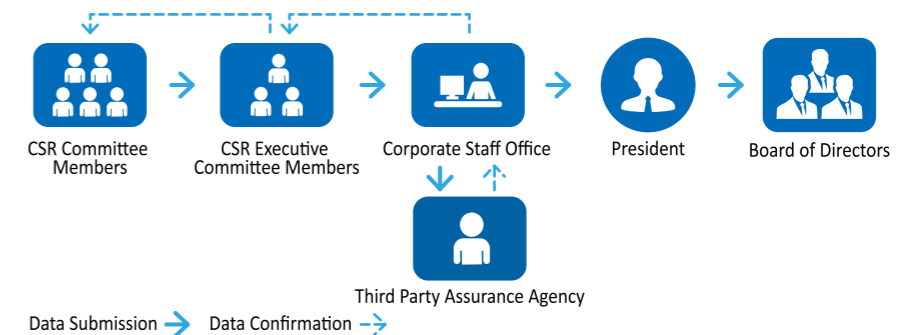 CSR Committee
Members
CSR Executive
Committee Members
Corporate Staff Office
President
Board of Directors
Third Party Assurance Agency
Data Submission
Data Confirmation